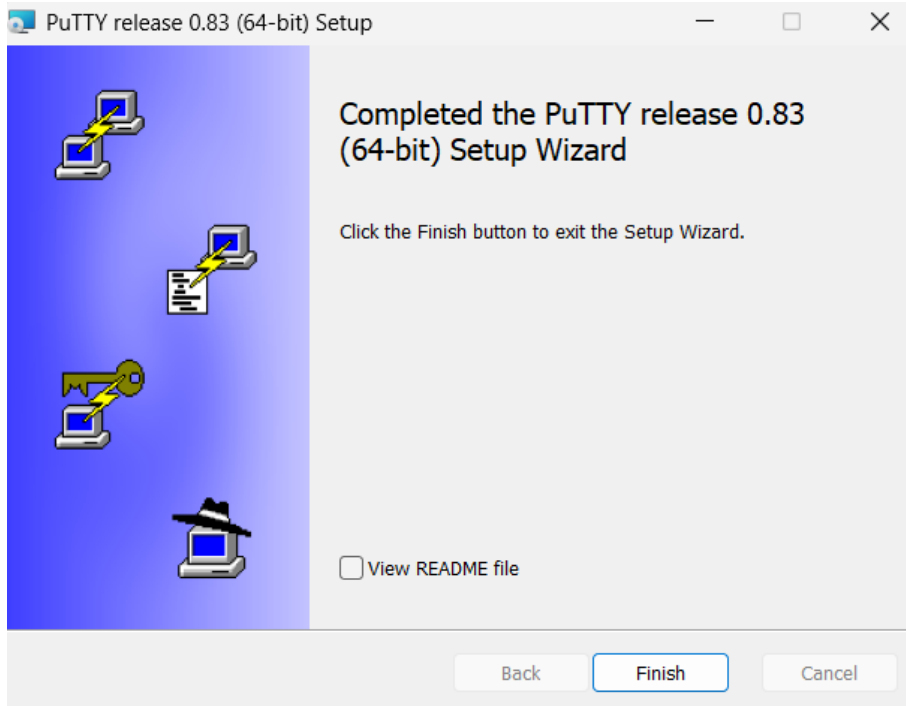 PuTTY release 0.83 (64-bit) Setup
Completed the PuTTY release 0.83
(64-bit) Setup Wizard
Click the Finish button to exit the Setup Wizard.
View README file
Back
Finish
Cancel